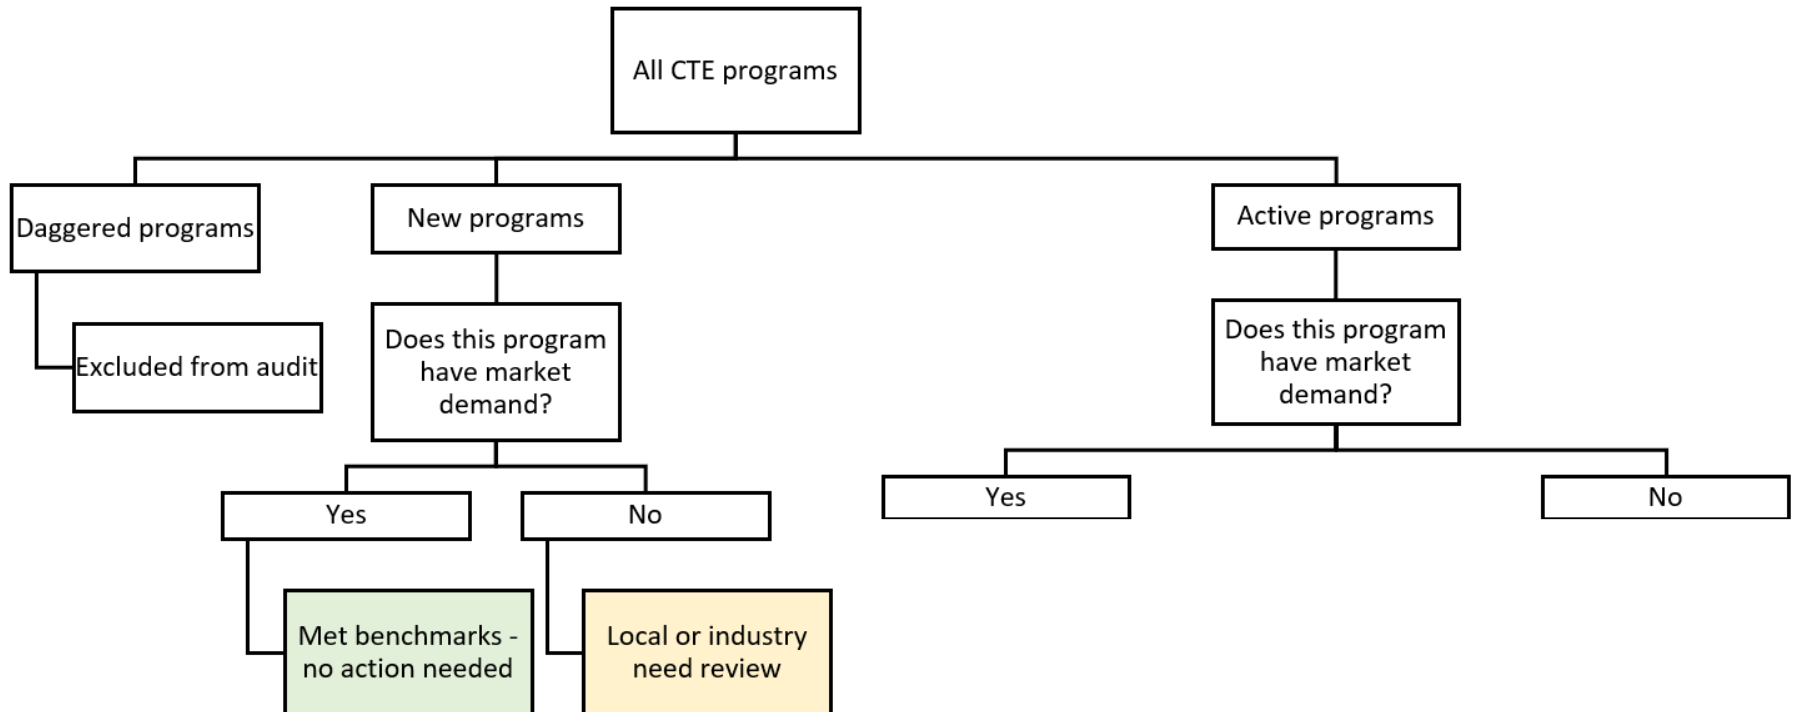 All CTE programs
Daggered programs
New programs
Active programs
Excluded from audit
Does this program
have market
demand?
Does this program
have market
demand?
Yes
No
Yes
No
Met benchmarks -
no action needed
Local or industry
need review